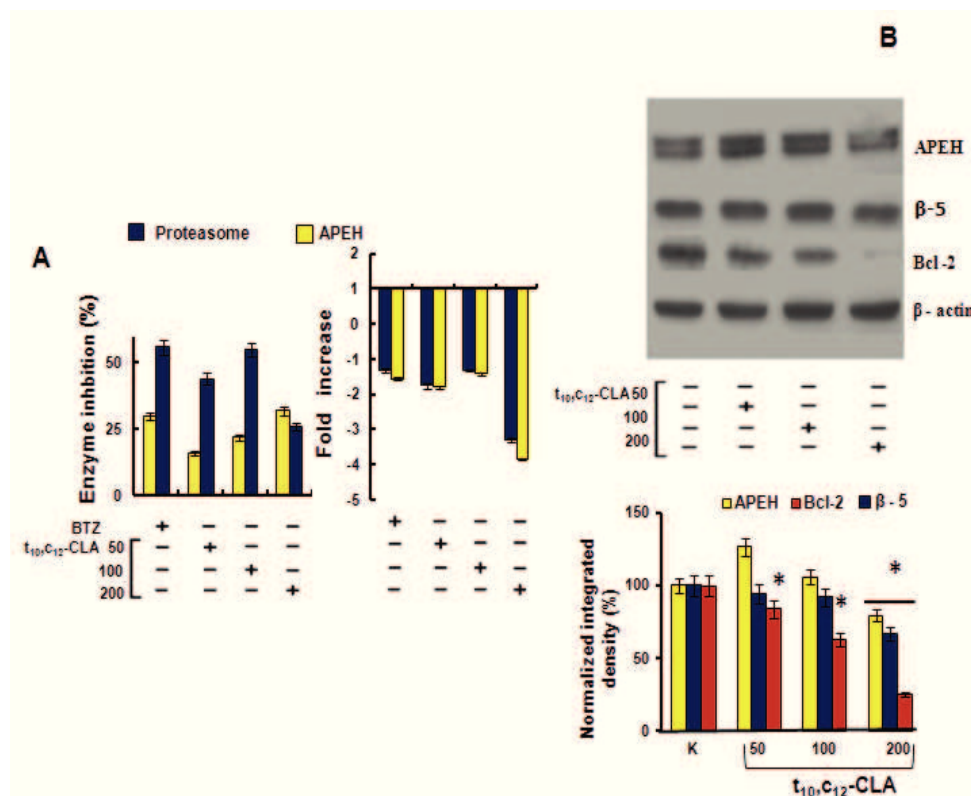 B
APEH
β-5
Bcl-2
β- actin
t10,c12-CLA 50 − + − −
100 − − + −
200 − − − +
Proteasome APEH
A
Enzyme inhbition (%)
50
25
0
Fold increase
2
1
0
-1
-2
-3
-4
-5
BTZ + − − − + − − −
t10,c12-CLA 50 − + − − − + − −
100 − − + − − − + −
200 − − − + − − − +
APEH Bcl-2 β-5
Normalized integrated
density (%)
150
100
50
0
* * *
K 50 100 200
t10,c12-CLA